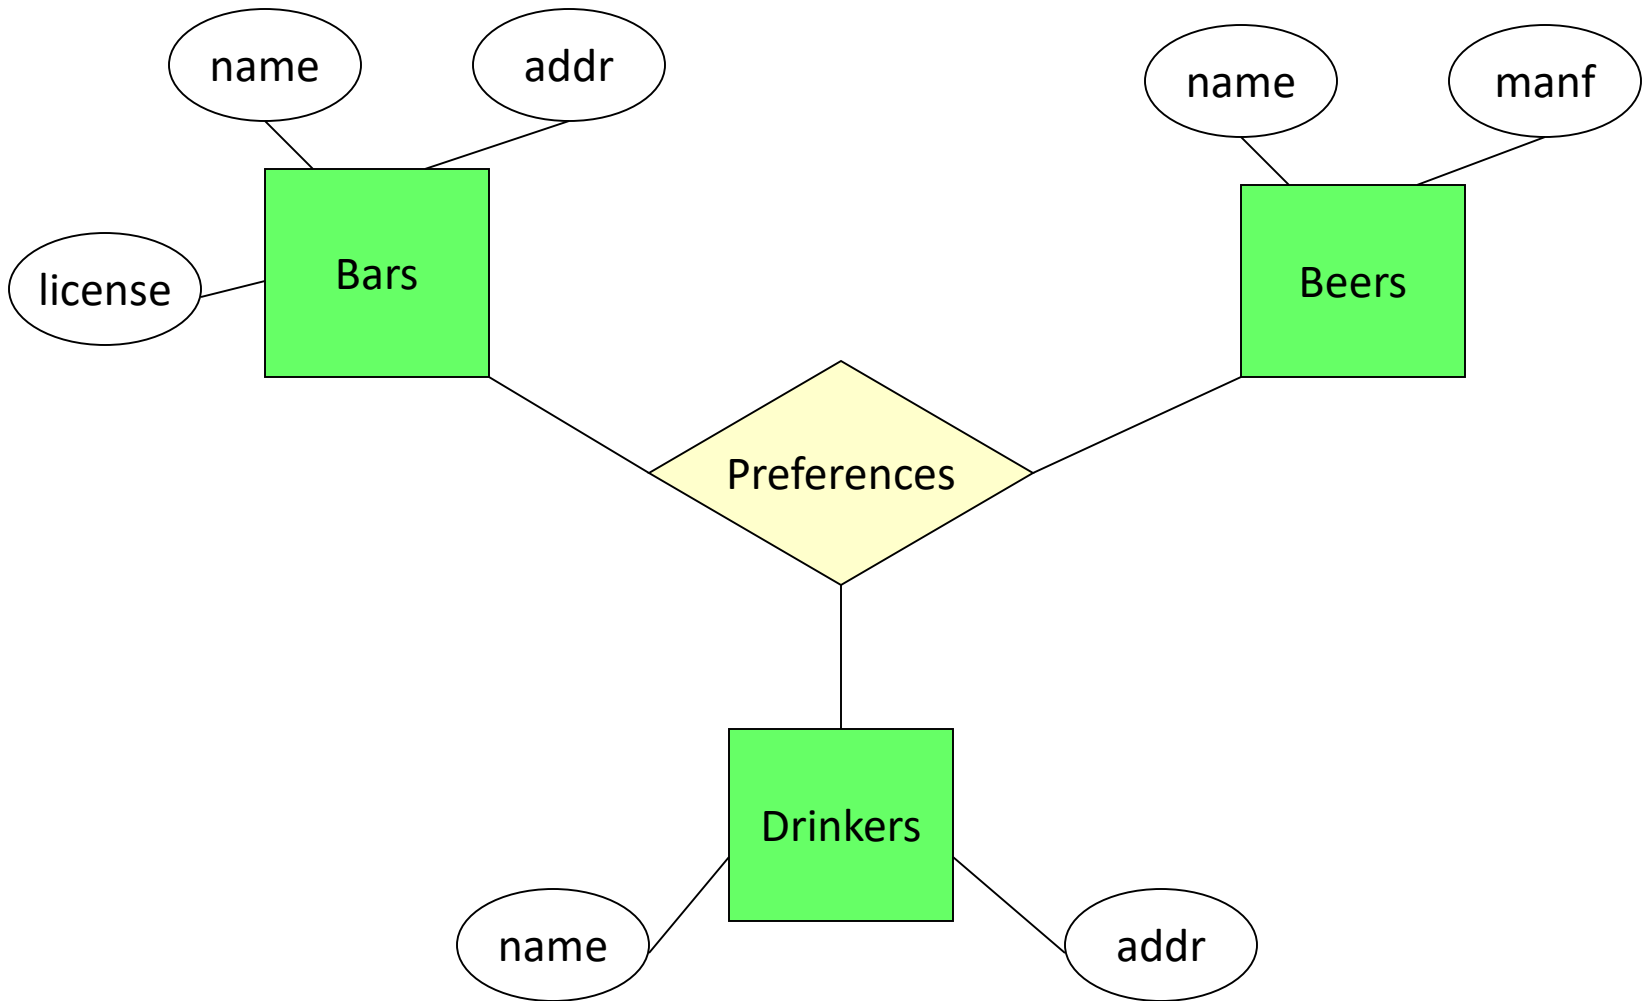 name
addr
name
manf
license
Bars
Beers
Preferences
Drinkers
name
addr